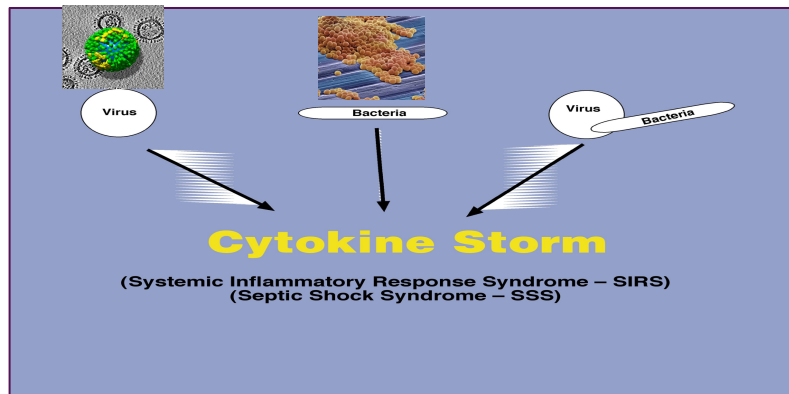 Virus
Bacteria
Virus
Bacteria
Cytokine Storm
(Systemic Inflammatory Response Syndrome – SIRS)
(Septic Shock Syndrome – SSS)